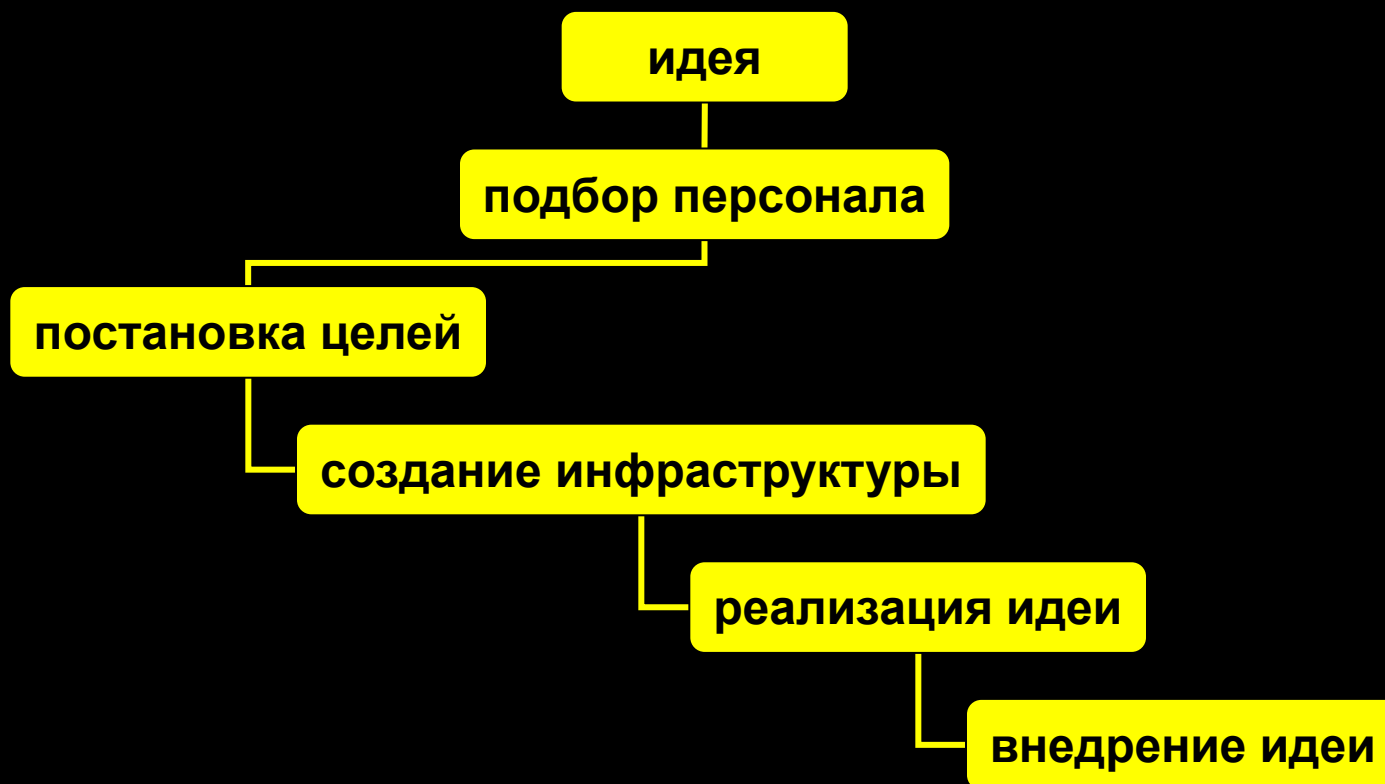 идея
подбор персонала
постановка целей
создание инфраструктуры
реализация идеи
внедрение идеи